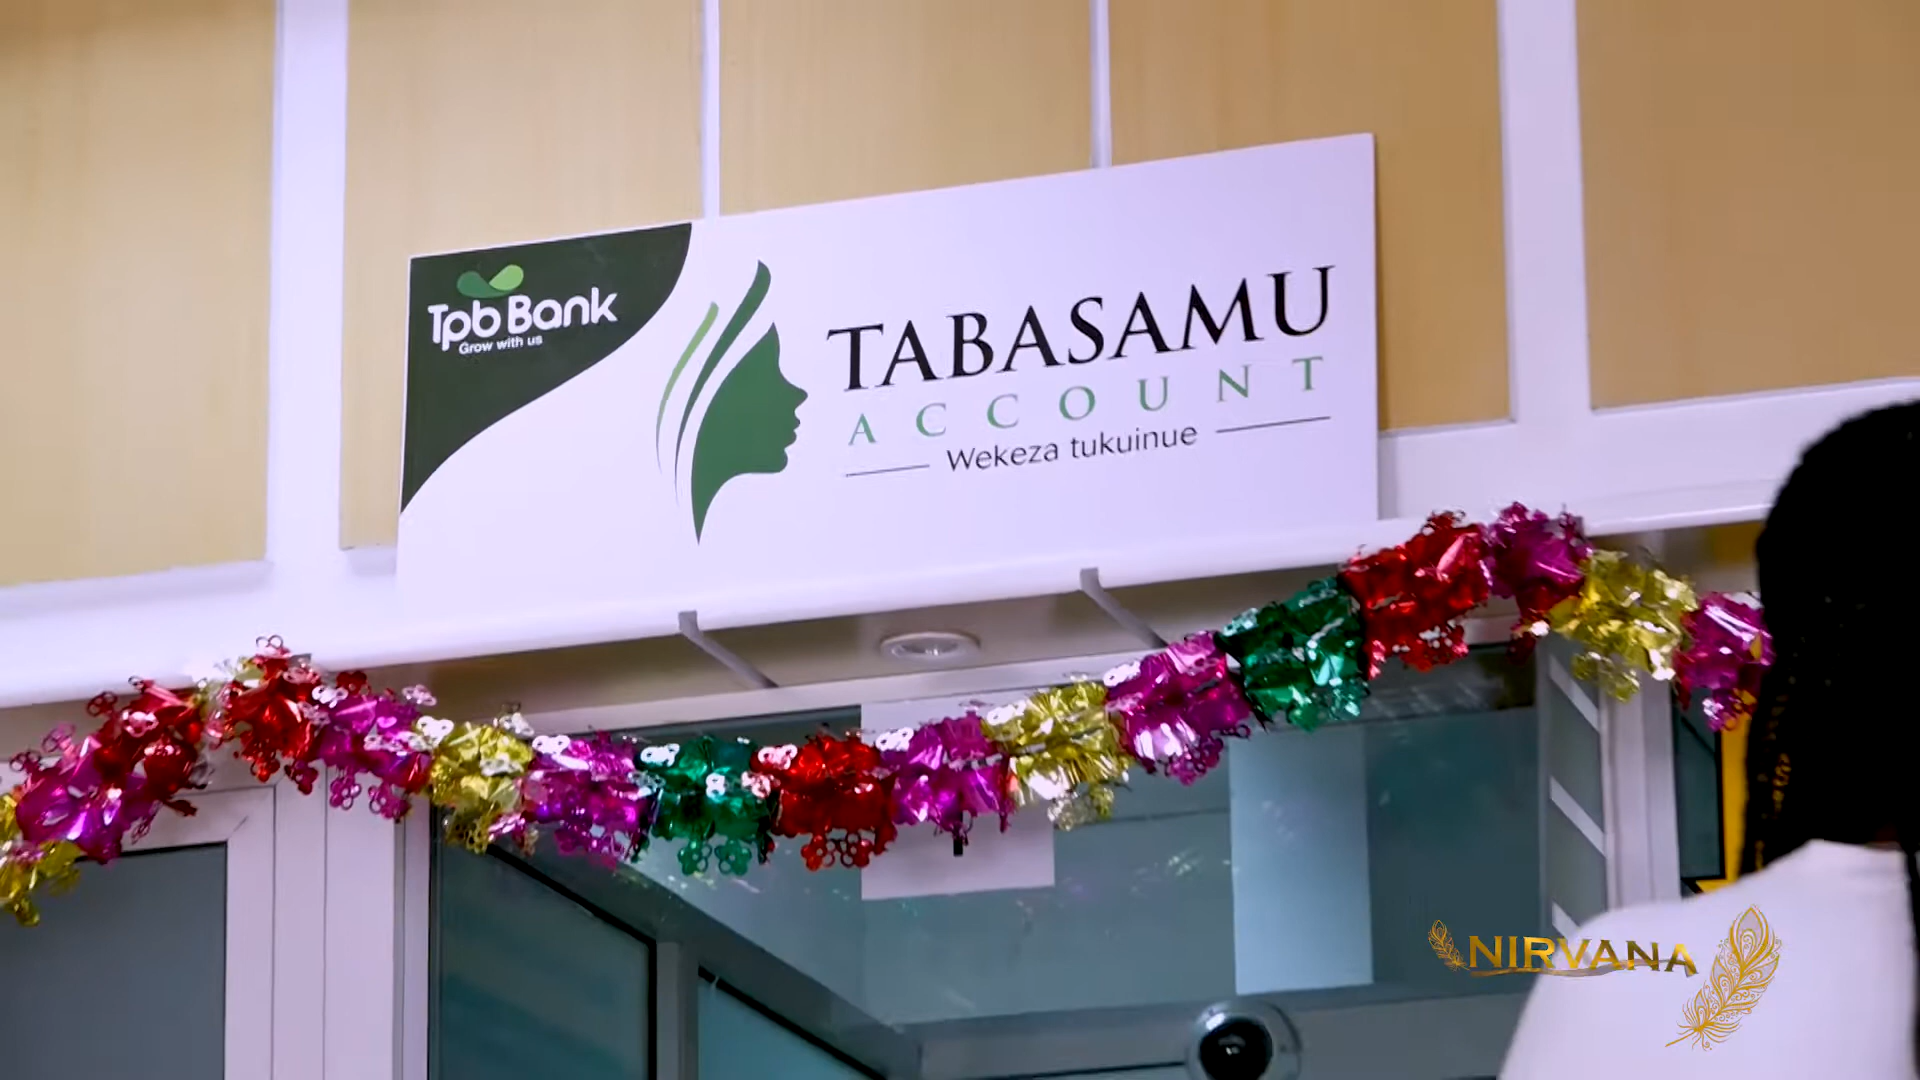 Tpb Bank
Grow with us
TABASAMU
ACCOUNT
Wekeza tukuinue
NIRVANA